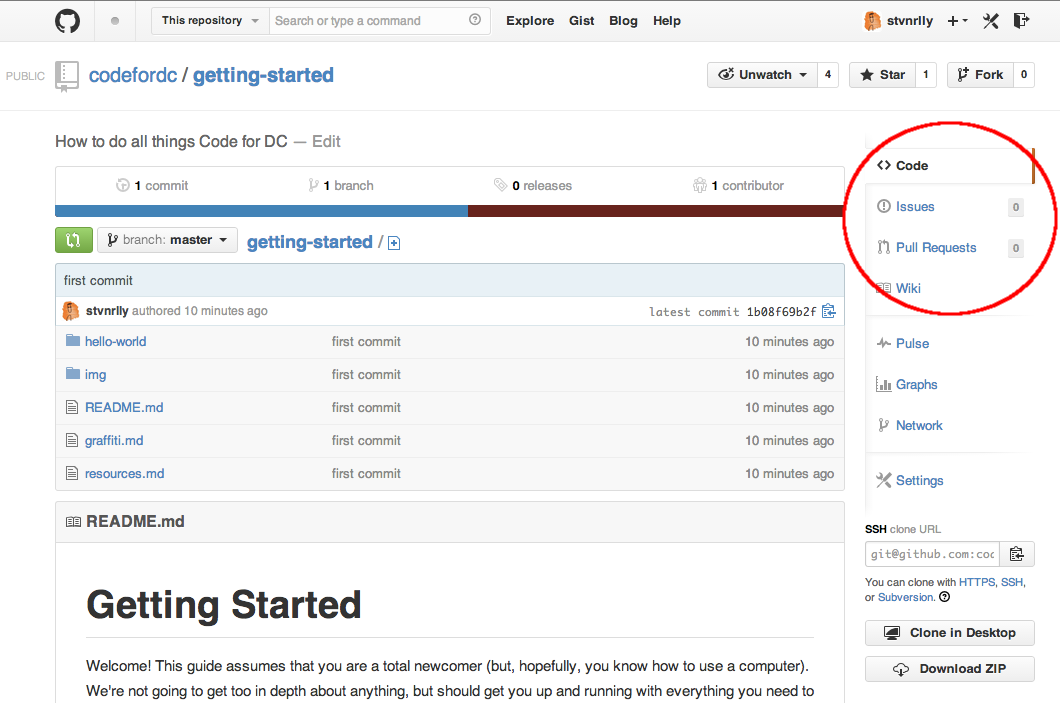 This repository Search or type a command Explore Gist Blog Help stvnrlly
PUBLIC codefordc / getting-started Unwatch 4 Star 1 Fork 0
How to do all things Code for DC — Edit
1 commit 1 branch 0 releases 1 contributor
branch: master getting-started /
first commit
stvnrlly authored 10 minutes ago latest commit 1b08f69b2f
hello-world first commit 10 minutes ago
img first commit 10 minutes ago
README.md first commit 10 minutes ago
graffiti.md first commit 10 minutes ago
resources.md first commit 10 minutes ago
README.md
Getting Started
Welcome! This guide assumes that you are a total newcomer (but, hopefully, you know how to use a computer).
We're not going to get too in depth about anything, but should get you up and running with everything you need to
Code
Issues 0
Pull Requests 0
Wiki
Pulse
Graphs
Network
Settings
SSH clone URL
git@github.com:coc
You can clone with HTTPS, SSH,
or Subversion.
Clone in Desktop
Download ZIP